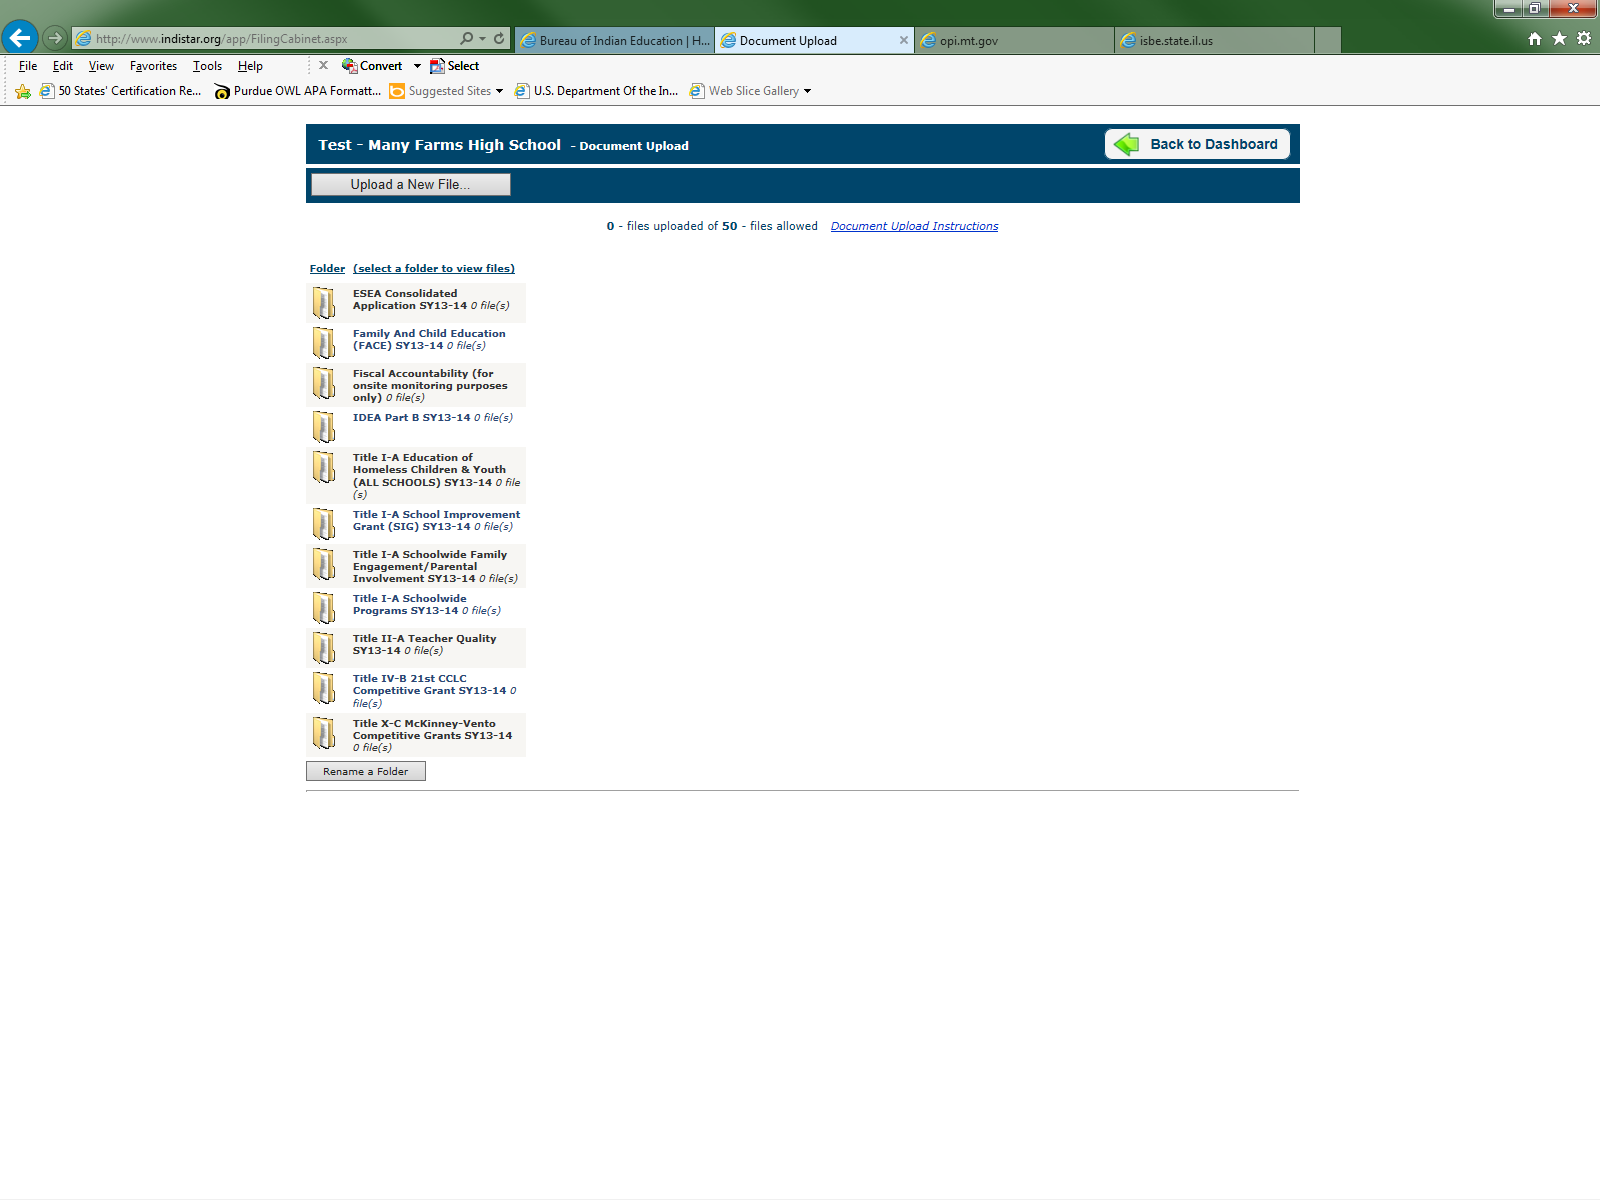 http://www.indistar.org/app/FilingCabinet.aspx
Bureau of Indian Education | H...
Document Upload
opi.mt.gov
isbe.state.il.us
File Edit View Favorites Tools Help
Convert Select
50 States' Certification Re...
Purdue OWL APA Formatt...
Suggested Sites
U.S. Department Of the In...
Web Slice Gallery
Test - Many Farms High School - Document Upload
Back to Dashboard
Upload a New File...
0 - files uploaded of 50 - files allowed Document Upload Instructions
Folder (select a folder to view files)
ESEA Consolidated
Application SY13-14 0 file(s)
Family And Child Education
(FACE) SY13-14 0 file(s)
Fiscal Accountability (for
onsite monitoring purposes
only) 0 file(s)
IDEA Part B SY13-14 0 file(s)
Title I-A Education of
Homeless Children & Youth
(ALL SCHOOLS) SY13-14 0 file
(s)
Title I-A School Improvement
Grant (SIG) SY13-14 0 file(s)
Title I-A Schoolwide Family
Engagement/Parental
Involvement SY13-14 0 file(s)
Title I-A Schoolwide
Programs SY13-14 0 file(s)
Title II-A Teacher Quality
SY13-14 0 file(s)
Title IV-B 21st CCLC
Competitive Grant SY13-14 0
file(s)
Title X-C McKinney-Vento
Competitive Grants SY13-14
0 file(s)
Rename a Folder